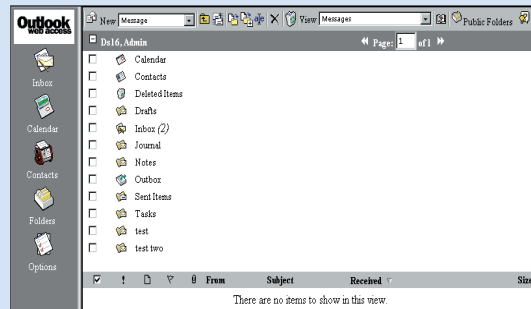 Outlook
web access
New Message View Messages Public Folders
Ds16, Admin Page: 1 of 1
Inbox
Calendar
Contacts
Folders
Options
Calendar
Contacts
Deleted Items
Drafts
Inbox (2)
Journal
Notes
Outbox
Sent Items
Tasks
test
test two
! From Subject Received Size
There are no items to show in this view.